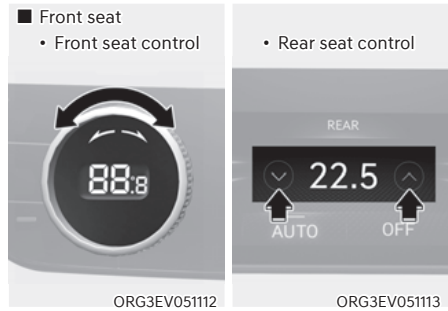 ■ Front seat
• Front seat control
88:8
ORG3EV051112
• Rear seat control
REAR
22.5
AUTO
OFF
ORG3EV051113